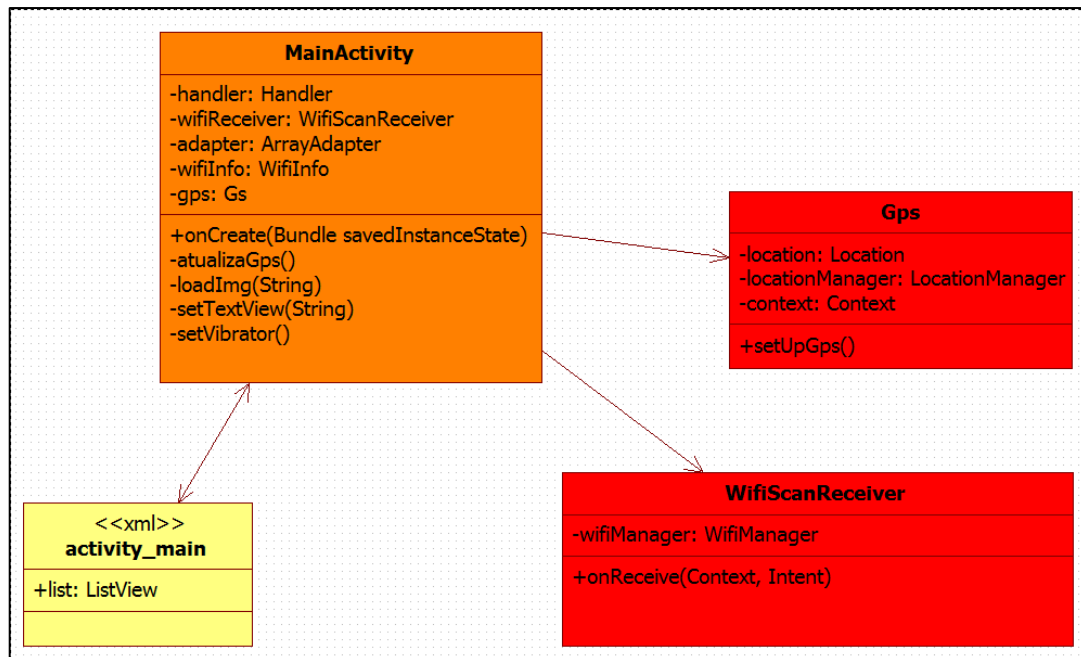 MainActivity
-handler: Handler
-wifiReceiver: WifiScanReceiver
-adapter: ArrayAdapter
-wifiInfo: WifiInfo
-gps: Gs
+onCreate(Bundle savedInstanceState)
-atualizaGps()
-loadImg(String)
-setTextView(String)
-setVibrator()
Gps
-location: Location
-locationManager: LocationManager
-context: Context
+setUpGps()
<<xml>>
activity_main
+list: ListView
WifiScanReceiver
-wifiManager: WifiManager
+onReceive(Context, Intent)